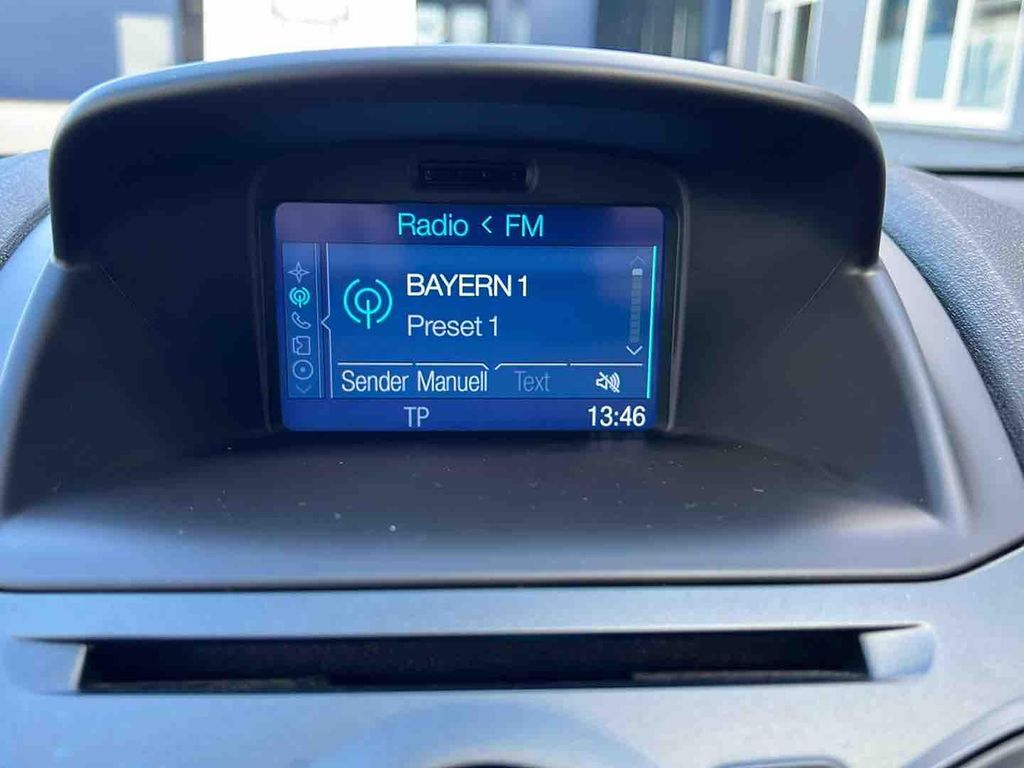 Radio < FM
BAYERN 1
Preset 1
Sender Manuell Text
TP 13:46